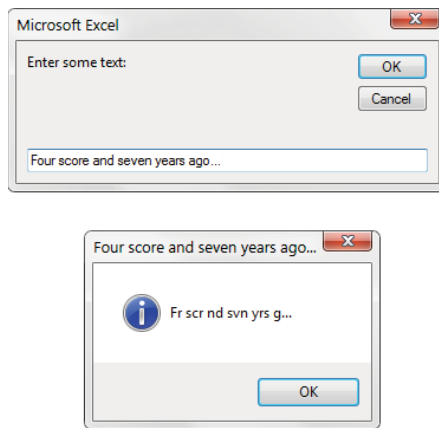 Microsoft Excel
Enter some text:
OK
Cancel
Four score and seven years ago...
Four score and seven years ago...
Fr scr nd svn yrs g...
OK